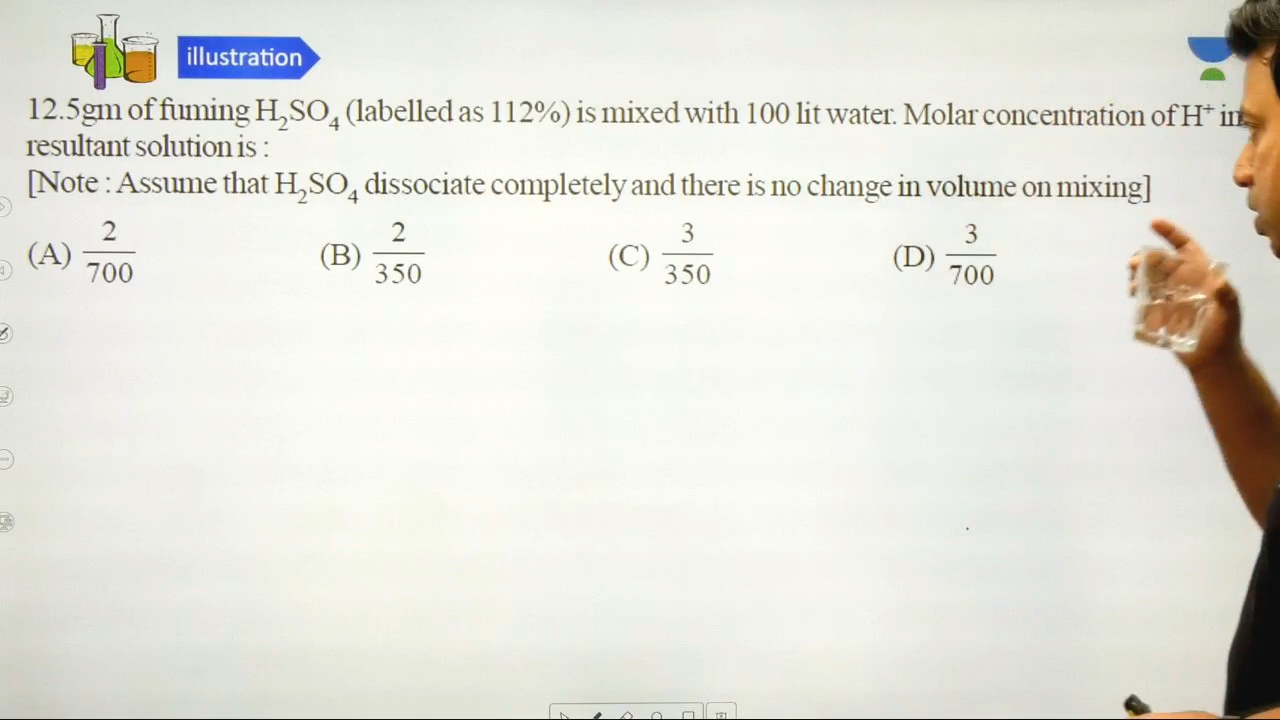 illustration
12.5gm of fuming H₂SO₄ (labelled as 112%) is mixed with 100 lit water. Molar concentration of H⁺ in
resultant solution is :
[Note : Assume that H₂SO₄ dissociate completely and there is no change in volume on mixing]
(A) 2/700 (B) 2/350 (C) 3/350 (D) 3/700